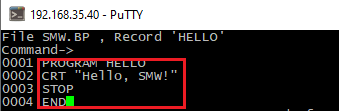 192.168.35.40 - PuTTY
File SMW.BP , Record 'HELLO'
Command->
0001 PROGRAM HELLO
0002 CRT "Hello, SMW!"
0003 STOP
0004 END